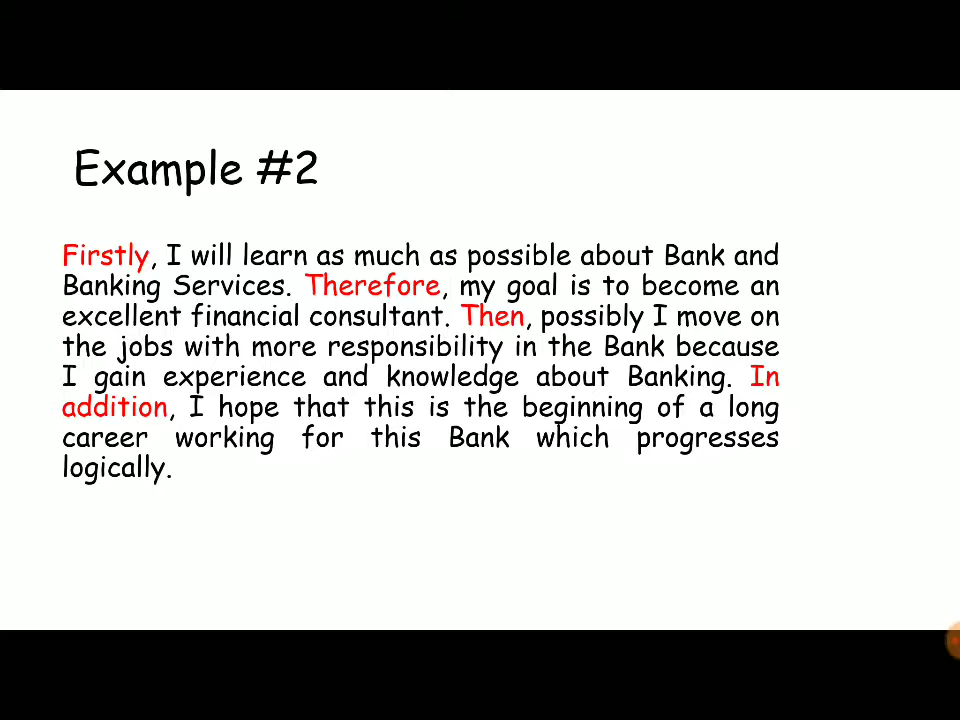 Example #2
Firstly, I will learn as much as possible about Bank and
Banking Services. Therefore, my goal is to become an
excellent financial consultant. Then, possibly I move on
the jobs with more responsibility in the Bank because
I gain experience and knowledge about Banking. In
addition, I hope that this is the beginning of a long
career working for this Bank which progresses
logically.